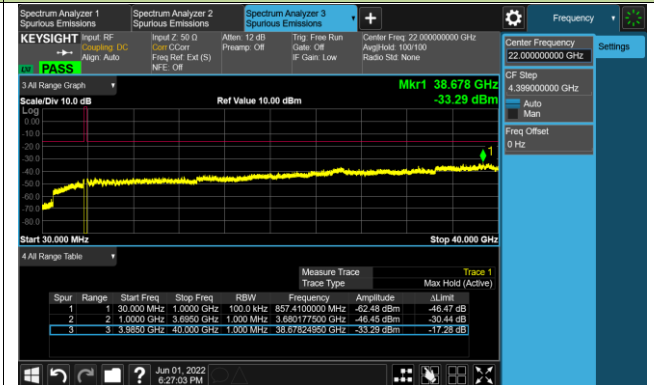 Spectrum Analyzer 1
Spurious Emissions
Spectrum Analyzer 2
Spurious Emissions
Spectrum Analyzer 3
Spurious Emissions
+
Frequency
KEYSIGHT
Input: RF
Coupling: DC
Align: Auto
Input Z: 50 Ω
Corr CCorr
Freq Ref: Ext (S)
NFE: Off
Atten: 12 dB
Preamp: Off
Trig: Free Run
Gate: Off
IF Gain: Low
Center Freq: 22.000000000 GHz
Avg|Hold: 100/100
Radio Std: None
PASS
Center Frequency
22.000000000 GHz
Settings
CF Step
4.399000000 GHz
Auto
Man
Freq Offset
0 Hz
3 All Range Graph
Mkr1 38.678 GHz
-33.29 dBm
Scale/Div 10.0 dB
Ref Value 10.00 dBm
Log
0.00
-10.0
-20.0
-30.0
-40.0
-50.0
-60.0
-70.0
-80.0
1
Start 30.000 MHz
Stop 40.000 GHz
4 All Range Table
Measure Trace Trace 1
Trace Type Max Hold (Active)
Spur Range Start Freq Stop Freq RBW Frequency Amplitude ΔLimit
1 1 30.000 MHz 1.0000 GHz 100.0 kHz 857.4100000 MHz -62.48 dBm -46.47 dB
2 2 1.0000 GHz 3.6950 GHz 1.000 MHz 3.680177500 GHz -46.45 dBm -30.44 dB
3 3 3.9850 GHz 40.000 GHz 1.000 MHz 38.67824950 GHz -33.29 dBm -17.28 dB
?
Jun 01, 2022
6:27:03 PM